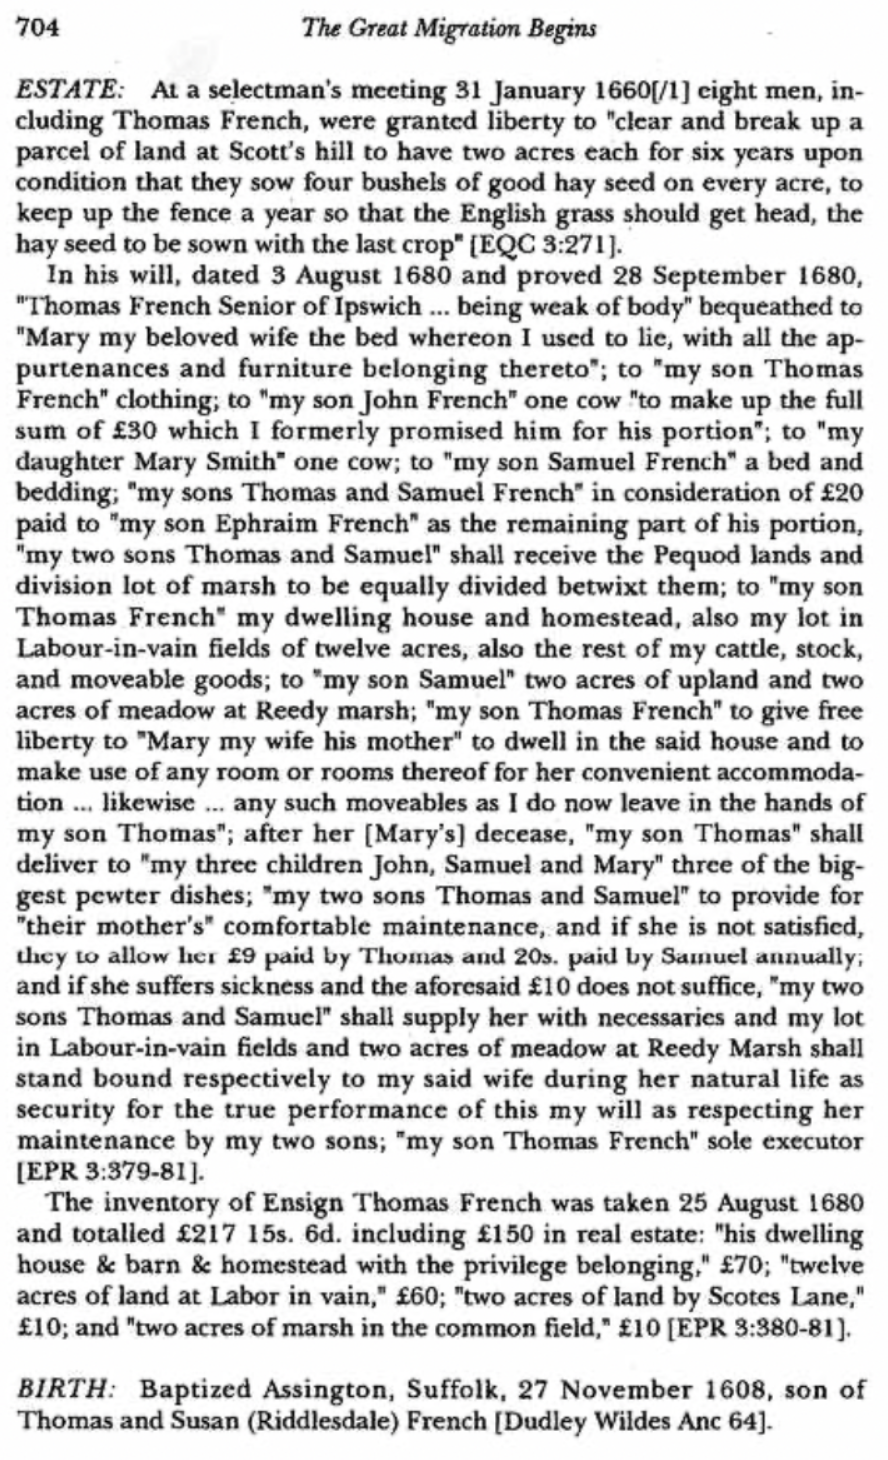 704 The Great Migration Begins
ESTATE: At a selectman's meeting 31 January 1660[/1] eight men, in-
cluding Thomas French, were granted liberty to "clear and break up a
parcel of land at Scott's hill to have two acres each for six years upon
condition that they sow four bushels of good hay seed on every acre, to
keep up the fence a year so that the English grass should get head, the
hay seed to be sown with the last crop" [EQC 3:271].
In his will, dated 3 August 1680 and proved 28 September 1680,
"Thomas French Senior of Ipswich ... being weak of body" bequeathed to
"Mary my beloved wife the bed whereon I used to lie, with all the ap-
purtenances and furniture belonging thereto"; to "my son Thomas
French" clothing; to "my son John French" one cow "to make up the full
sum of £30 which I formerly promised him for his portion"; to "my
daughter Mary Smith" one cow; to "my son Samuel French" a bed and
bedding; "my sons Thomas and Samuel French" in consideration of £20
paid to "my son Ephraim French" as the remaining part of his portion,
"my two sons Thomas and Samuel" shall receive the Pequod lands and
division lot of marsh to be equally divided betwixt them; to "my son
Thomas French" my dwelling house and homestead, also my lot in
Labour-in-vain fields of twelve acres, also the rest of my cattle, stock,
and moveable goods; to "my son Samuel" two acres of upland and two
acres of meadow at Reedy marsh; "my son Thomas French" to give free
liberty to "Mary my wife his mother" to dwell in the said house and to
make use of any room or rooms thereof for her convenient accommoda-
tion ... likewise ... any such moveables as I do now leave in the hands of
my son Thomas"; after her [Mary's] decease, "my son Thomas" shall
deliver to "my three children John, Samuel and Mary" three of the big-
gest pewter dishes; "my two sons Thomas and Samuel" to provide for
"their mother's" comfortable maintenance, and if she is not satisfied,
they to allow her £9 paid by Thomas and 20s. paid by Samuel annually;
and if she suffers sickness and the aforesaid £10 does not suffice, "my two
sons Thomas and Samuel" shall supply her with necessaries and my lot
in Labour-in-vain fields and two acres of meadow at Reedy Marsh shall
stand bound respectively to my said wife during her natural life as
security for the true performance of this my will as respecting her
maintenance by my two sons; "my son Thomas French" sole executor
[EPR 3:379-81].
The inventory of Ensign Thomas French was taken 25 August 1680
and totalled £217 15s. 6d. including £150 in real estate: "his dwelling
house & barn & homestead with the privilege belonging," £70; "twelve
acres of land at Labor in vain," £60; "two acres of land by Scotes Lane,"
£10; and "two acres of marsh in the common field," £10 [EPR 3:380-81].
BIRTH: Baptized Assington, Suffolk, 27 November 1608, son of
Thomas and Susan (Riddlesdale) French [Dudley Wildes Anc 64].